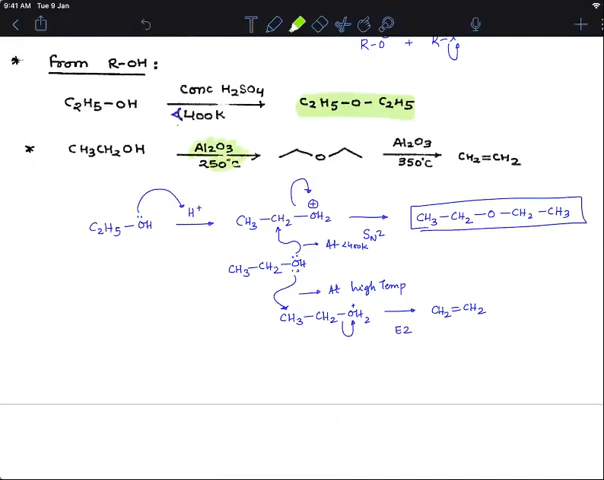 9:41 AM Tue 9 Jan
R-O + R-X
* From R-OH :
Conc H2SO4
C2H5-OH → C2H5-O-C2H5
<400K
* CH3CH2OH Al2O3 → O Al2O3 → CH2=CH2
250°C 350°C
C2H5-ÖH H+ → CH3-CH2-OH2 ⊕ → CH3-CH2-O-CH2-CH3
SN2
At <400K
CH3-CH2-ÖH
At high Temp
CH3-CH2-OH2 + → CH2=CH2
E2